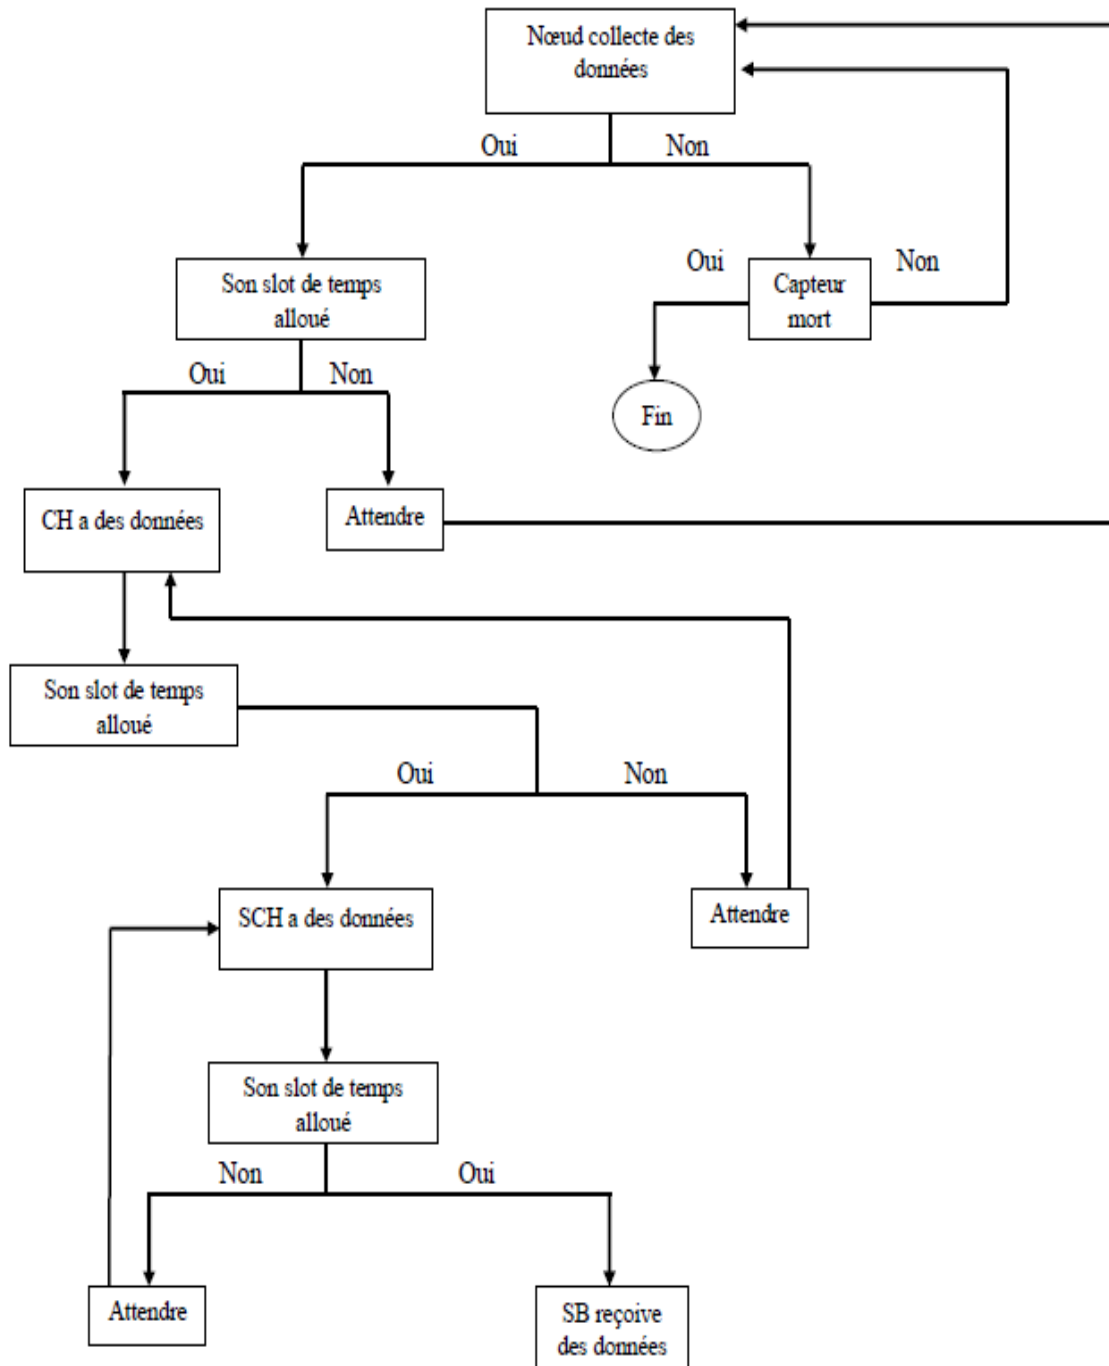 Nœud collecte des
données
Oui
Non
Son slot de temps
alloué
Oui
Capteur
mort
Non
Oui
Non
Fin
CH a des données
Attendre
Son slot de temps
alloué
Oui
Non
SCH a des données
Attendre
Son slot de temps
alloué
Non
Oui
Attendre
SB reçoive
des données